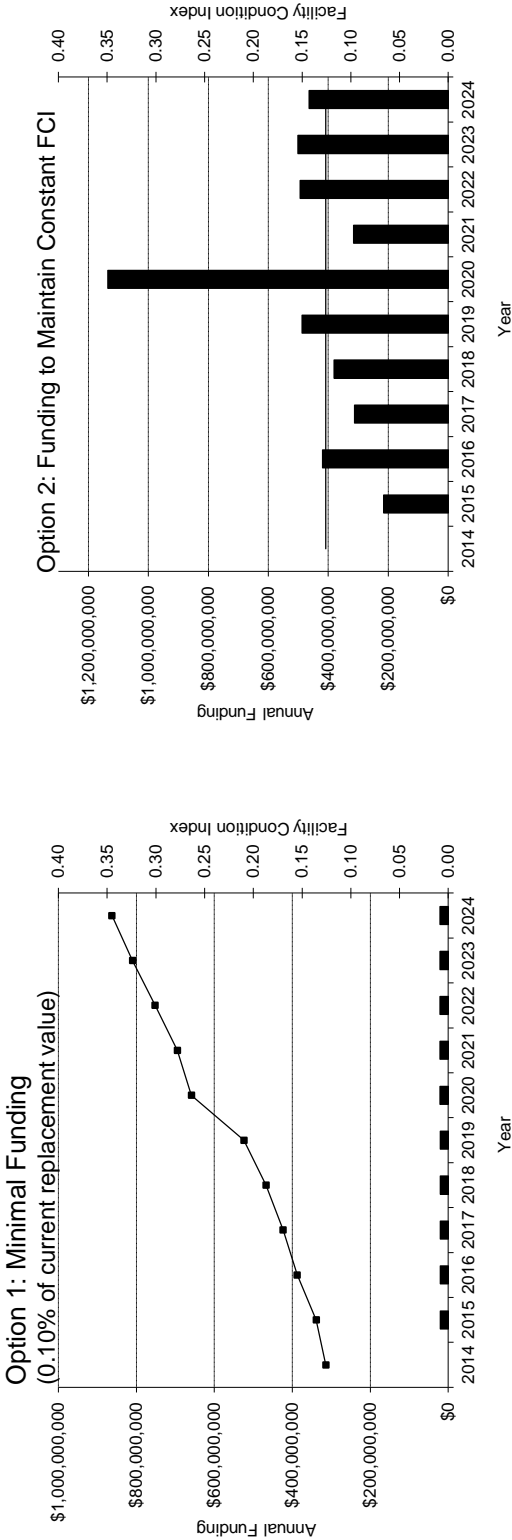 Option 1: Minimal Funding
(0.10% of current replacement value)
$1,000,000,000
$800,000,000
$600,000,000
$400,000,000
$200,000,000
$0
Annual Funding
0.40
0.35
0.30
0.25
0.20
0.15
0.10
0.05
0.00
Facility Condition Index
2014 2015 2016 2017 2018 2019 2020 2021 2022 2023 2024
Year
Option 2: Funding to Maintain Constant FCI
$1,200,000,000
$1,000,000,000
$800,000,000
$600,000,000
$400,000,000
$200,000,000
$0
Annual Funding
0.40
0.35
0.30
0.25
0.20
0.15
0.10
0.05
0.00
Facility Condition Index
2014 2015 2016 2017 2018 2019 2020 2021 2022 2023 2024
Year